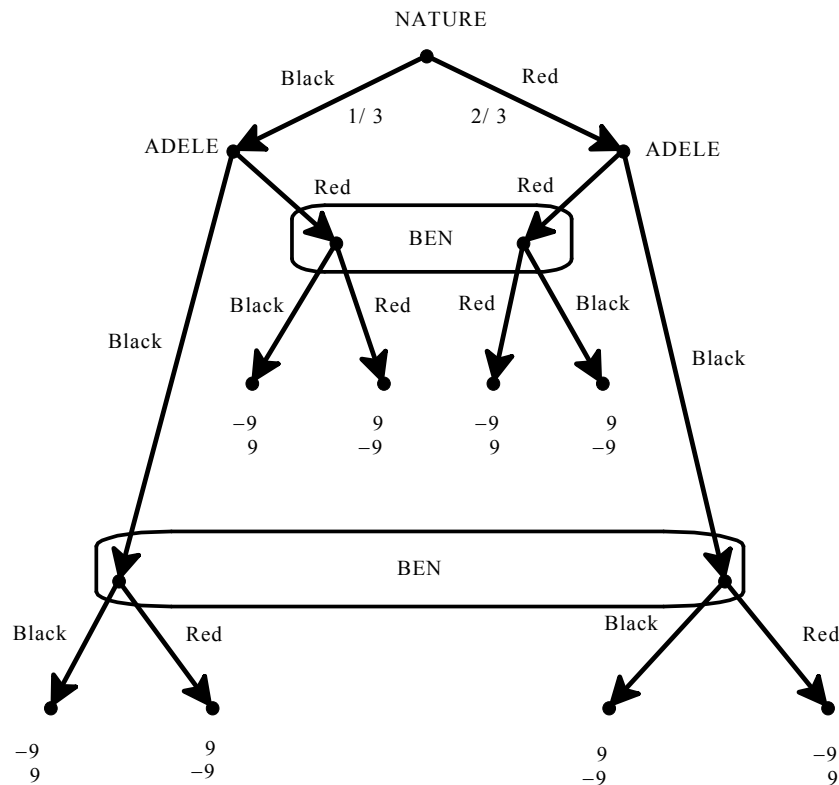 NATURE
Black Red
1/ 3 2/ 3
ADELE ADELE
Red Red
BEN
Black Red Red Black
Black Black
−9 9 −9 9
9 −9 9 −9
BEN
Black Red Black Red
−9 9 9 −9
9 −9 −9 9